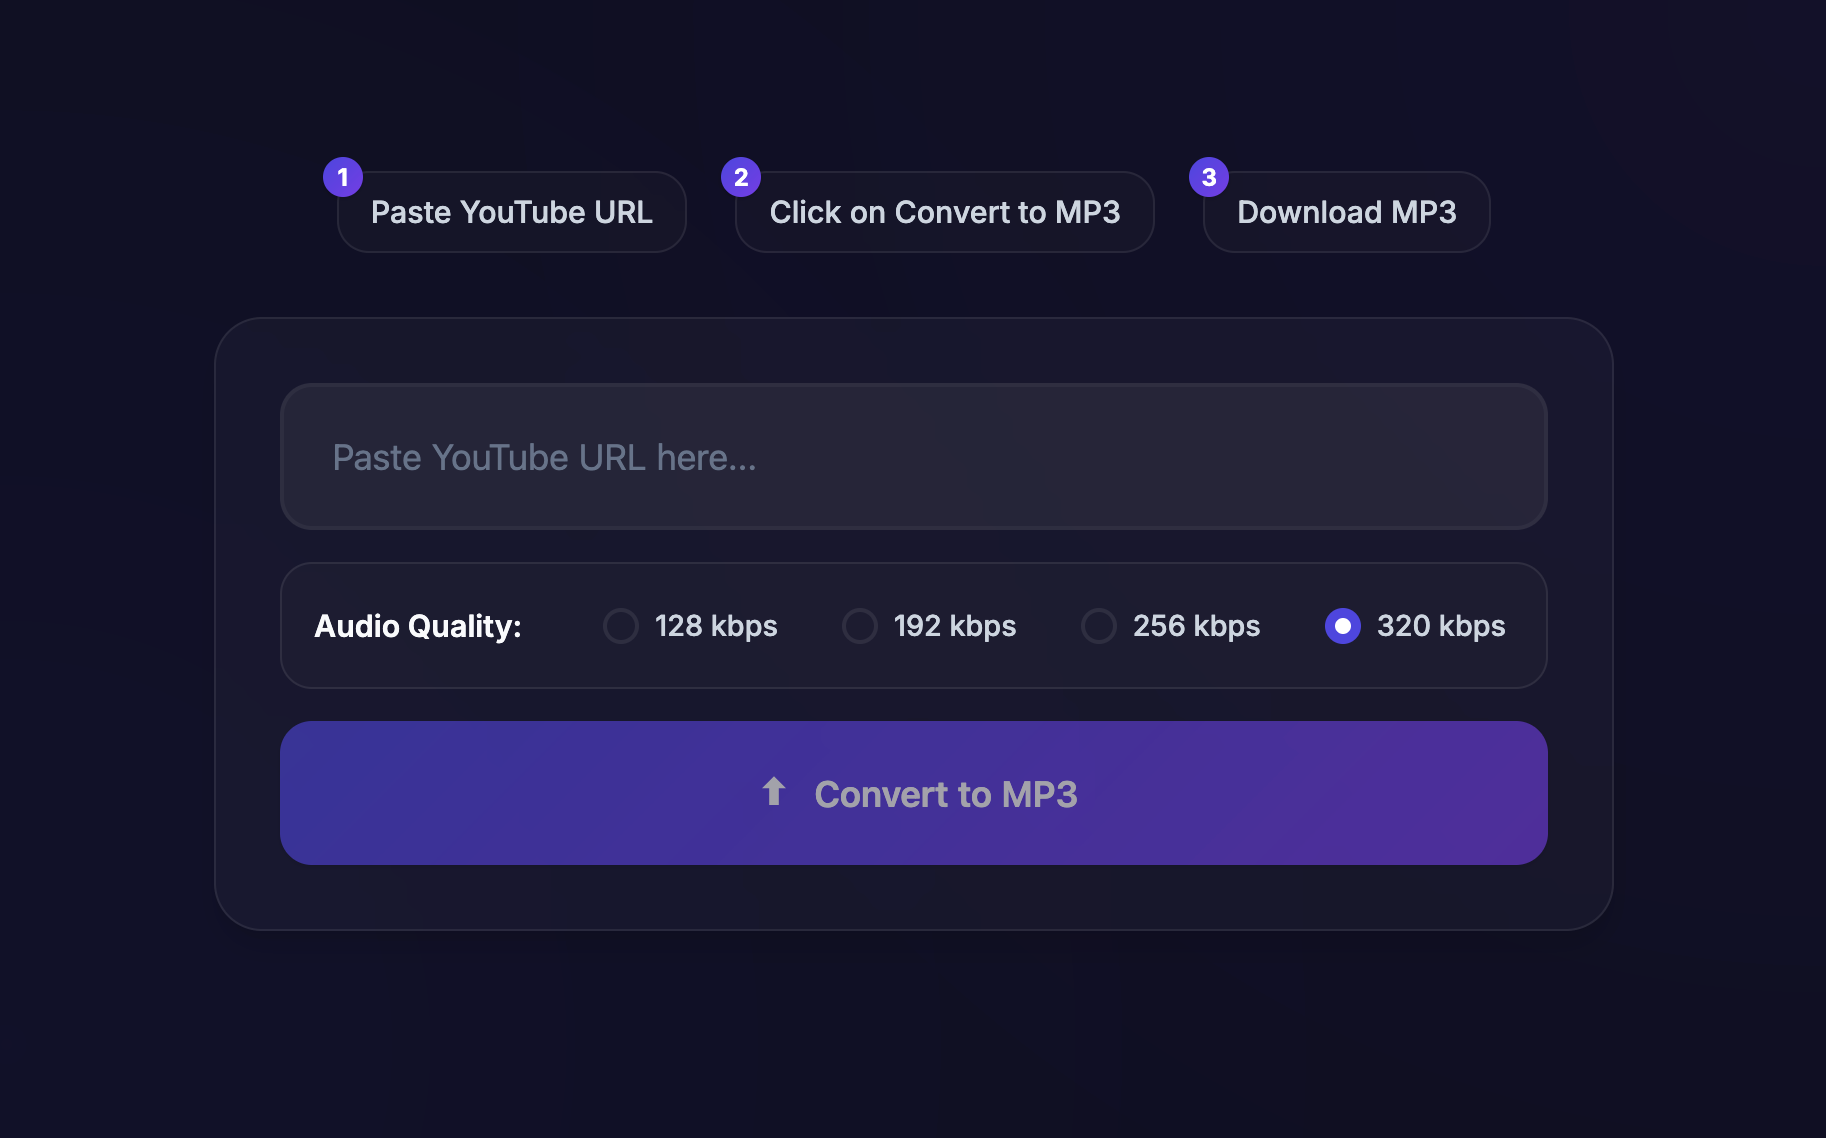 1
Paste YouTube URL
2
Click on Convert to MP3
3
Download MP3
Paste YouTube URL here...
Audio Quality: 128 kbps 192 kbps 256 kbps 320 kbps
Convert to MP3